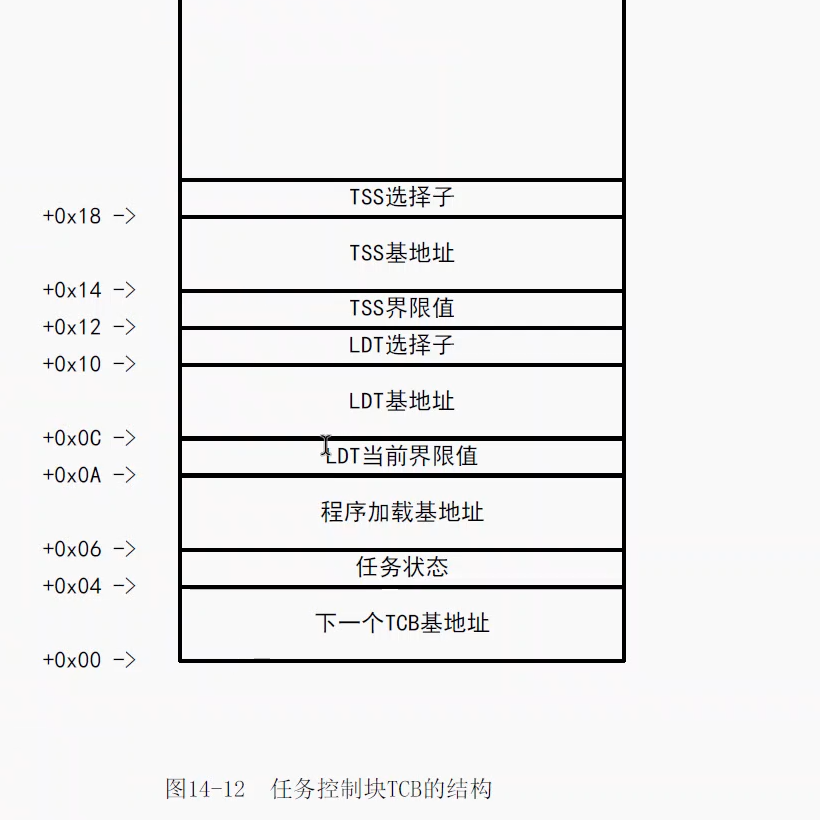 TSS选择子
+0x18 ->
TSS基地址
+0x14 ->
TSS界限值
+0x12 ->
LDT选择子
+0x10 ->
LDT基地址
+0x0C ->
LDT当前界限值
+0x0A ->
程序加载基地址
+0x06 ->
任务状态
+0x04 ->
下一个TCB基地址
+0x00 ->
图14-12 任务控制块TCB的结构